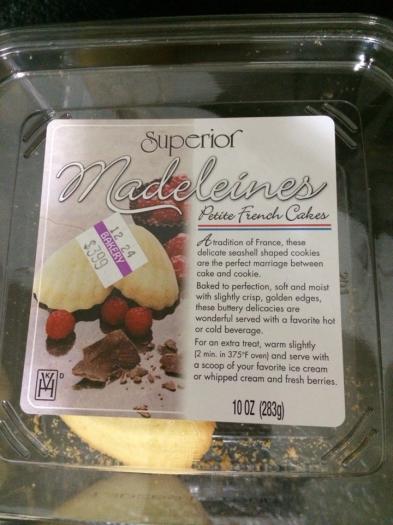 Superior
Madeleines
Petite French Cakes
A tradition of France, these
delicate seashell shaped cookies
are the perfect marriage between
cake and cookie.
Baked to perfection, soft and moist
with slightly crisp, golden edges,
these buttery delicacies are
wonderful served with a favorite hot
or cold beverage.
For an extra treat, warm slightly
(2 min. in 375°F oven) and serve with
a scoop of your favorite ice cream
or whipped cream and fresh berries.
10 OZ (283g)
12 24
BAKERY
$399
D